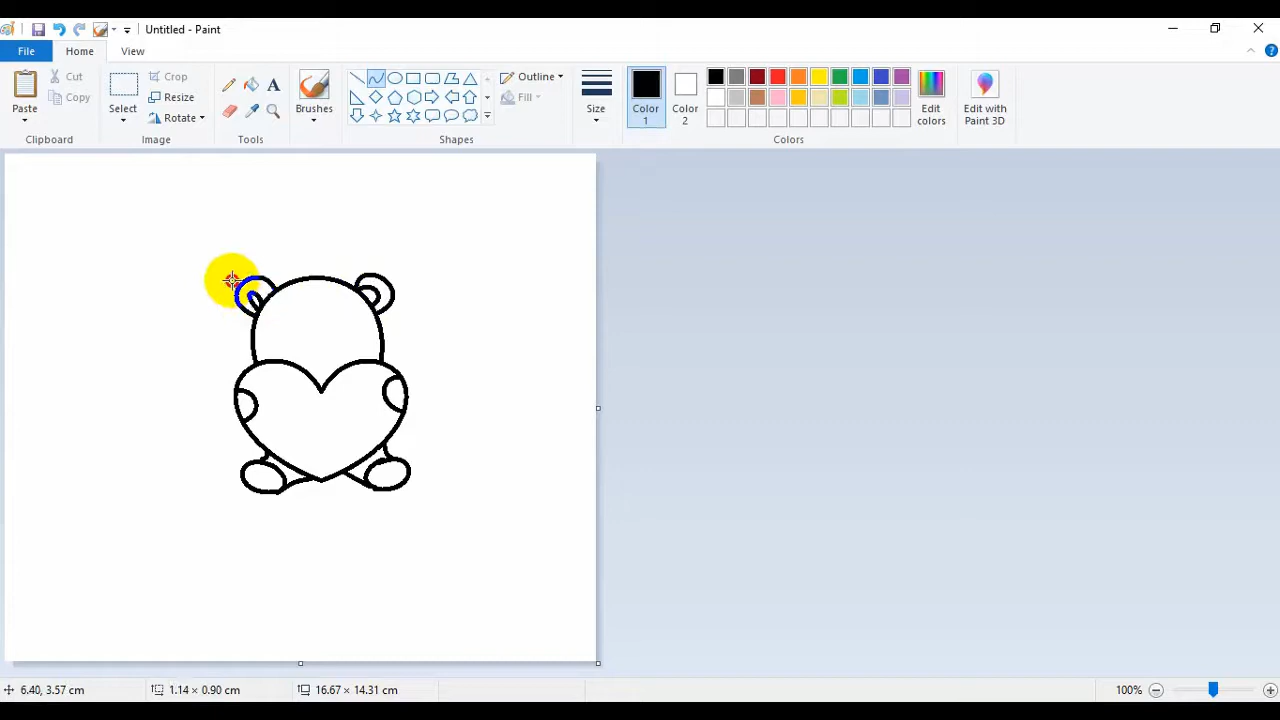 Untitled - Paint
File Home View
Paste
Cut
Copy
Clipboard
Select
Crop
Resize
Rotate
Image
A
Tools
Brushes
Outline
Fill
Shapes
Size
Color 1
Color 2
Edit colors
Colors
Edit with Paint 3D
6.40, 3.57 cm 1.14 × 0.90 cm 16.67 × 14.31 cm 100%